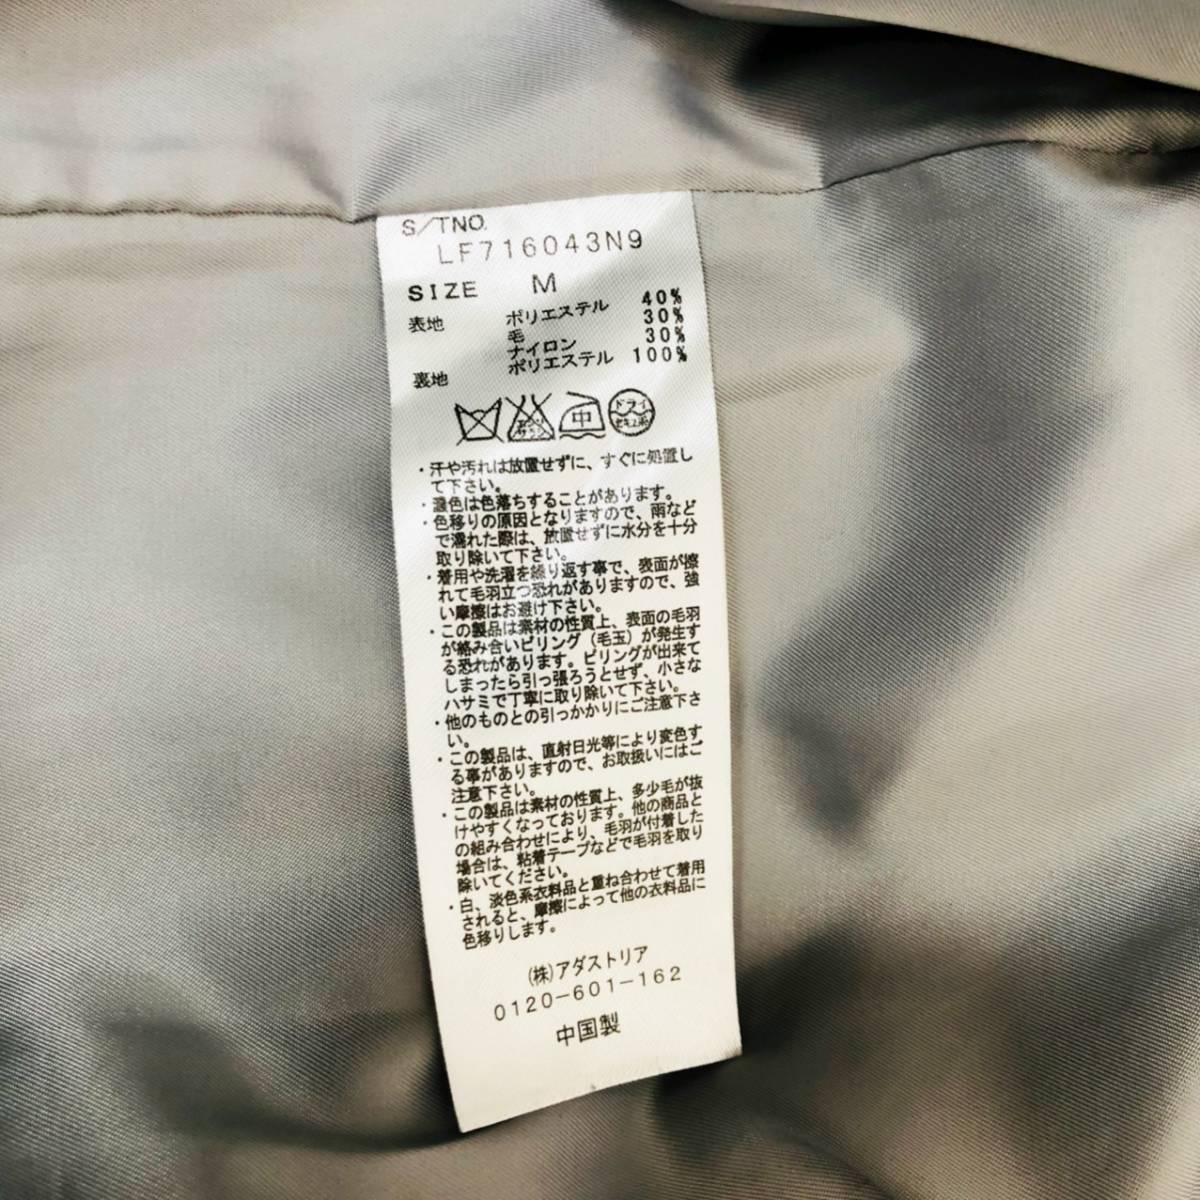 S/TNO.
LF716043N9
SIZE M
表地 ポリエステル 40%
毛 30%
ナイロン 30%
裏地 ポリエステル 100%
中 ドライ
セキユ系
・汗や汚れは放置せずに、すぐに処置し
て下さい。
・濃色は色落ちすることがあります。
・色移りの原因となりますので、雨など
で濡れた際は、放置せずに水分を十分
取り除いて下さい。
・着用や洗濯を繰り返す事で、表面が擦
れて毛羽立つ恐れがありますので、強
い摩擦はお避け下さい。
・この製品は素材の性質上、表面の毛羽
が絡み合いピリング（毛玉）が発生す
る恐れがあります。ピリングが出来て
しまったら引っ張ろうとせず、小さな
ハサミで丁寧に取り除いて下さい。
・他のものとの引っかかりにご注意下さ
い。
・この製品は、直射日光等により変色す
る事がありますので、お取扱いにはご
注意下さい。
・この製品は素材の性質上、多少毛が抜
けやすくなっております。他の商品と
の組み合わせにより、毛羽が付着した
場合は、粘着テープなどで毛羽を取り
除いてください。
・白、淡色系衣料品と重ね合わせて着用
されると、摩擦によって他の衣料品に
色移りします。
(株)アダストリア
0120-601-162
中国製